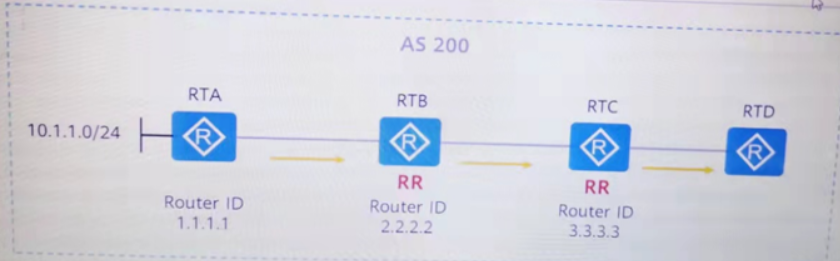 AS 200
RTA
RTB
RTC
RTD
10.1.1.0/24
R
R
R
R
RR
RR
Router ID
1.1.1.1
Router ID
2.2.2.2
Router ID
3.3.3.3